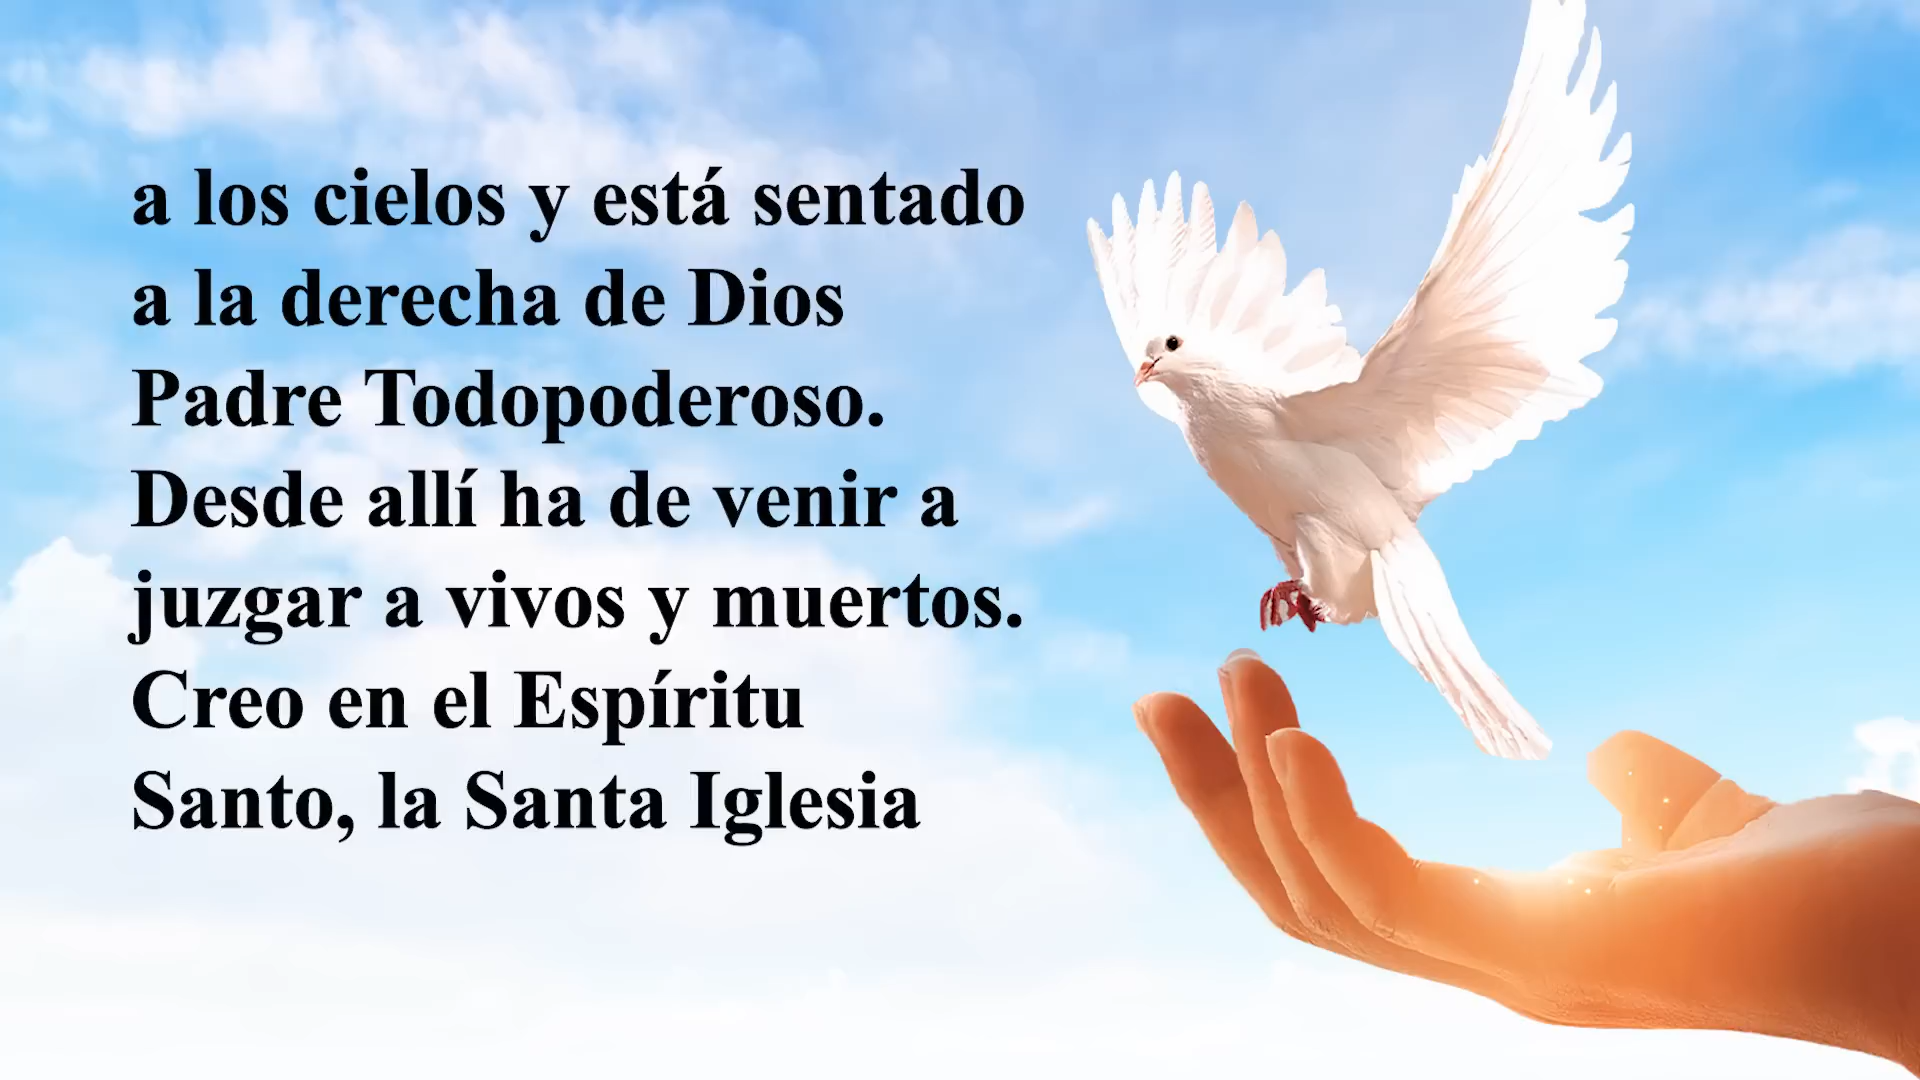 a los cielos y está sentado
a la derecha de Dios
Padre Todopoderoso.
Desde allí ha de venir a
juzgar a vivos y muertos.
Creo en el Espíritu
Santo, la Santa Iglesia